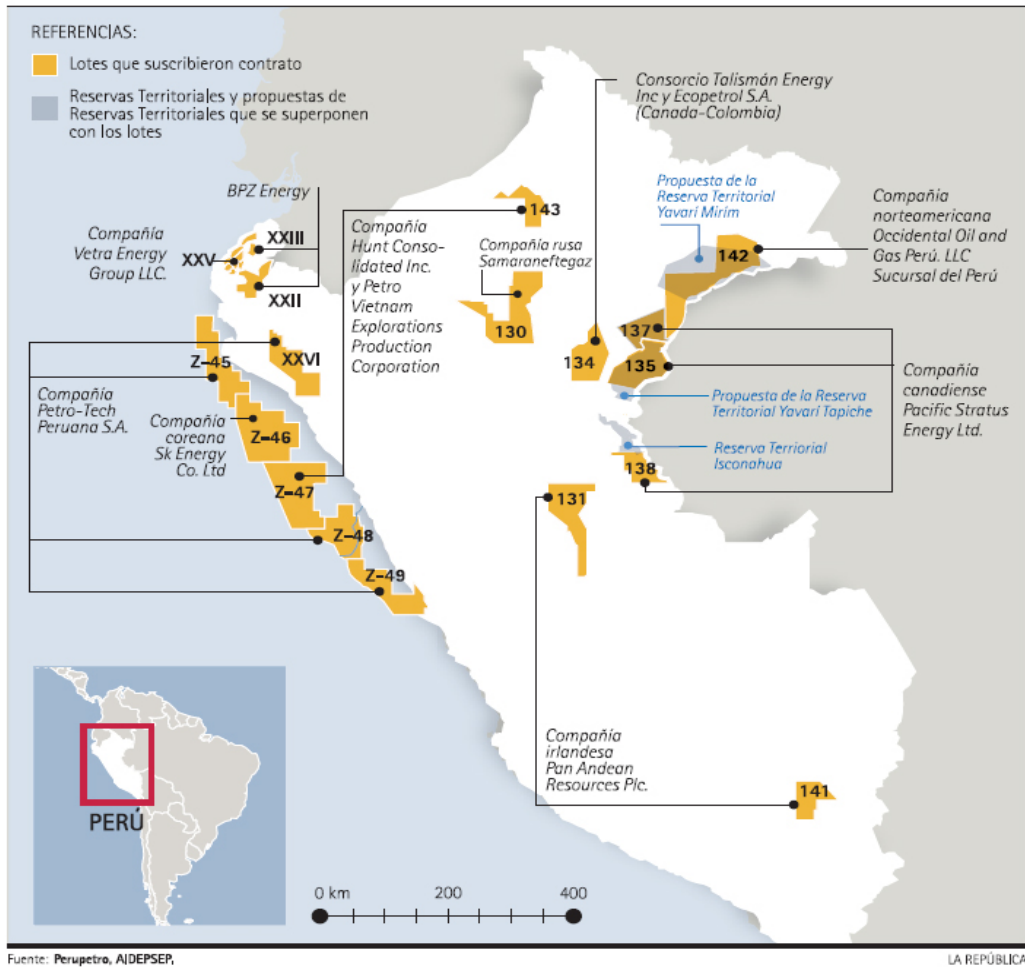 REFERENCIAS:
Lotes que suscribieron contrato
Reservas Territoriales y propuestas de
Reservas Territoriales que se superponen
con los lotes
Consorcio Talismán Energy
Inc y Ecopetrol S.A.
(Canada-Colombia)
BPZ Energy
Compañía
Vetra Energy
Group LLC.
XXV
XXIII
XXII
Compañía
Hunt Conso-
lidated Inc.
y Petro
Vietnam
Explorations
Production
Corporation
143
Compañía rusa
Samaraneftegaz
130
134
Propuesta de la
Reserva Territorial
Yavarí Mirim
142
Compañía
norteamericana
Occidental Oil and
Gas Perú. LLC
Sucursal del Perú
137
135
Compañía
canadiense
Pacific Stratus
Energy Ltd.
Propuesta de la Reserva
Territorial Yavarí Tapiche
Reserva Terriorial
Isconahua
138
131
XXVI
Z-45
Compañía
Petro-Tech
Peruana S.A.
Compañía
coreana
Sk Energy
Co. Ltd
Z-46
Z-47
Z-48
Z-49
Compañía
irlandesa
Pan Andean
Resources Plc.
141
PERÚ
0 km 200 400
Fuente: Perupetro, AIDEPSEP,
LA REPÚBLICA